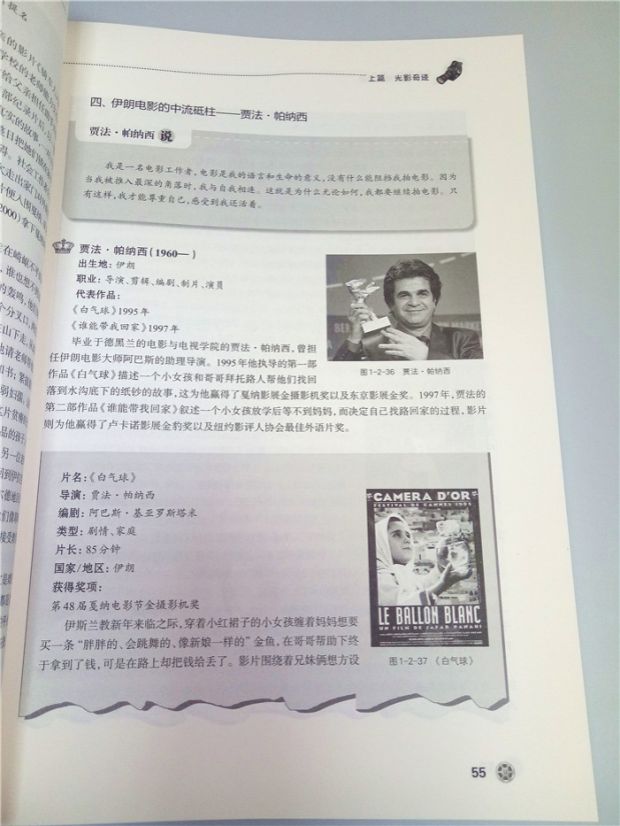 上篇 光影奇迹
四、伊朗电影的中流砥柱——贾法·帕纳西
贾法·帕纳西 说
我是一名电影工作者，电影是我的语言和生命的意义，没有什么能阻挡我拍电影。因为
当我被推入最深的角落时，我与自我相连。这就是为什么无论如何，我都要继续拍电影。只
有这样，我才能尊重自己，感受到我还活着。
贾法·帕纳西(1960— )
出生地：伊朗
职业：导演、剪辑、编剧、制片、演员
代表作品：
《白气球》1995年
《谁能带我回家》1997年
毕业于德黑兰的电影与电视学院的贾法·帕纳西，曾担
任伊朗电影大师阿巴斯的助理导演。1995年他执导的第一部
作品《白气球》描述一个小女孩和哥哥拜托路人帮他们找回
落到水沟底下的纸钞的故事，这为他赢得了戛纳影展金摄影机奖以及东京影展金奖。1997年，贾法的
第二部作品《谁能带我回家》叙述一个小女孩放学后等不到妈妈，而决定自己找路回家的过程，影片
则为他赢得了卢卡诺影展金豹奖以及纽约影评人协会最佳外语片奖。
图1-2-36 贾法·帕纳西
片名：《白气球》
导演：贾法·帕纳西
编剧：阿巴斯·基亚罗斯塔米
类型：剧情、家庭
片长：85分钟
国家/地区：伊朗
获得奖项：
第48届戛纳电影节金摄影机奖
伊斯兰教新年来临之际，穿着小红裙子的小女孩缠着妈妈想要
买一条“胖胖的、会跳舞的、像新娘一样的”金鱼，在哥哥帮助下终
于拿到了钱，可是在路上却把钱给丢了。影片围绕着兄妹俩想方设
CAMERA D'OR
FESTIVAL DE CANNES 1995
LE BALLON BLANC
UN FILM DE JAFAR PANAHI
图1-2-37 《白气球》
55